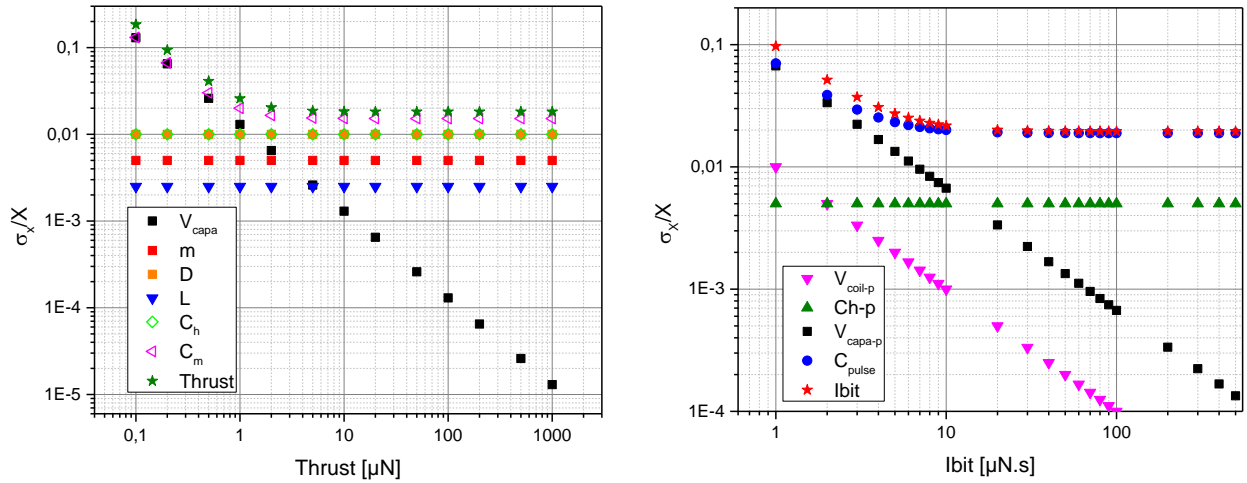 0,1
0,01
1E-3
1E-4
1E-5
σx/X
0,1 1 10 100 1000
Thrust [µN]
Vcapa
m
D
L
Ch
Cm
Thrust
0,1
0,01
1E-3
1E-4
σx/X
1 10 100
Ibit [µN.s]
Vcoil-p
Ch-p
Vcapa-p
Cpulse
Ibit